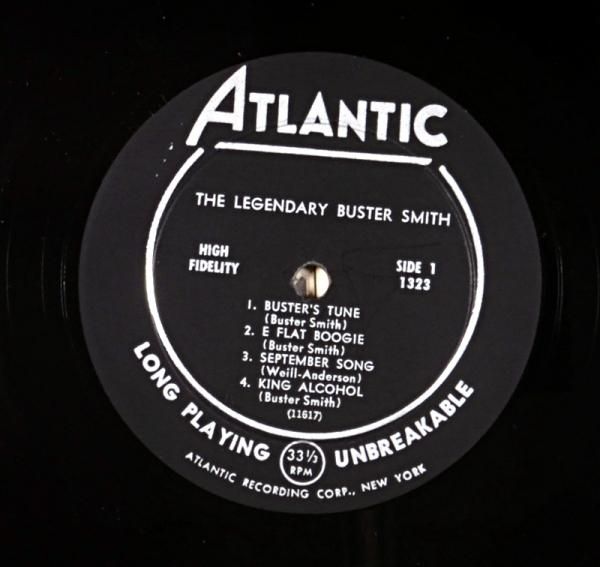 ATLANTIC
THE LEGENDARY BUSTER SMITH
HIGH
FIDELITY
SIDE 1
1323
1. BUSTER'S TUNE
(Buster Smith)
2. E FLAT BOOGIE
(Buster Smith)
3. SEPTEMBER SONG
(Weill-Anderson)
4. KING ALCOHOL
(Buster Smith)
(11617)
LONG PLAYING 33 1/3 RPM UNBREAKABLE
ATLANTIC RECORDING CORP., NEW YORK